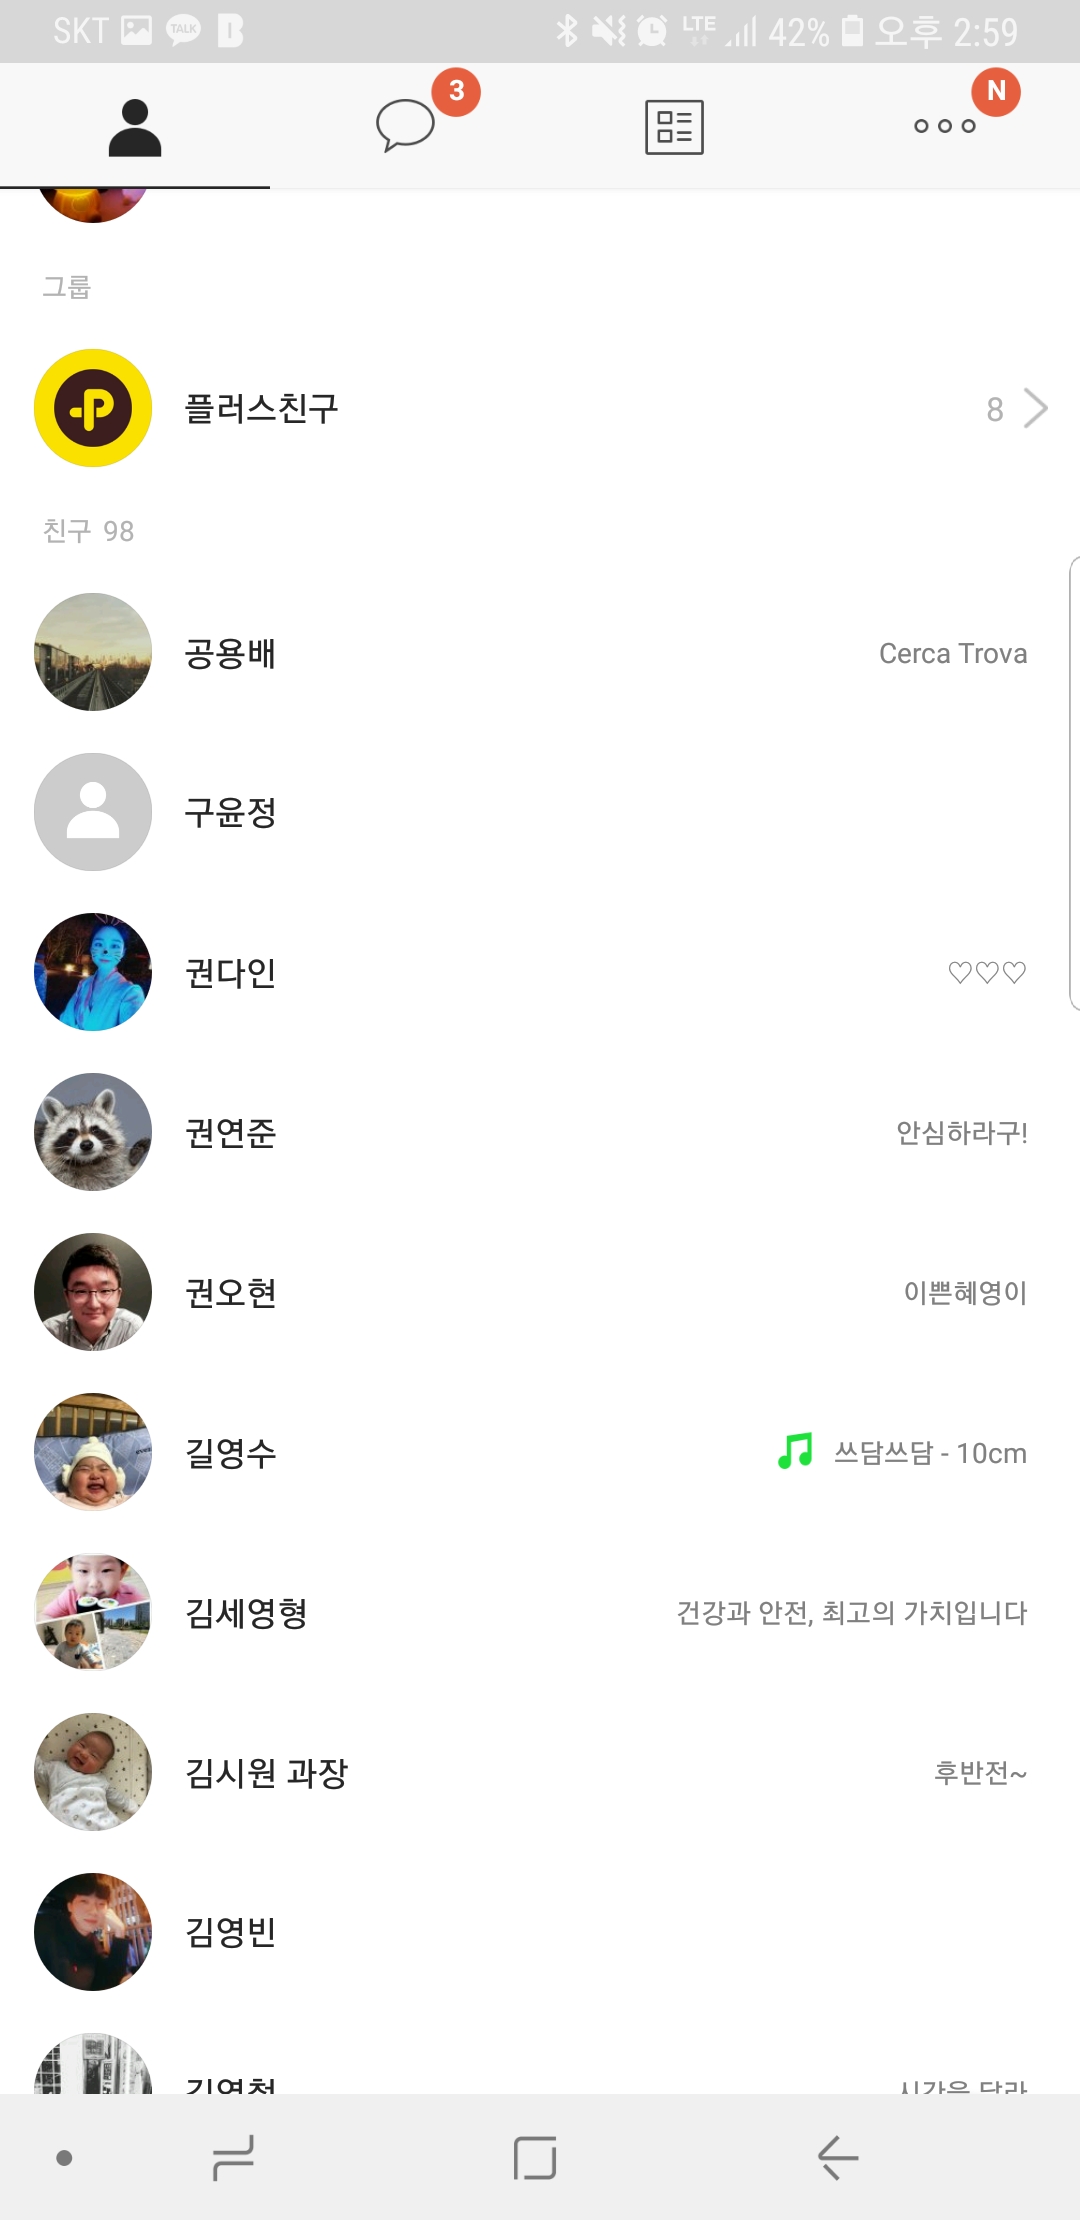 SKT TALK LTE 42% 오후 2:59
3 N
그룹
플러스친구 8
친구 98
공용배 Cerca Trova
구윤정
권다인 ♡♡♡
권연준 안심하라구!
권오현 이쁜혜영이
길영수 쓰담쓰담 - 10cm
김세영형 건강과 안전, 최고의 가치입니다
김시원 과장 후반전~
김영빈